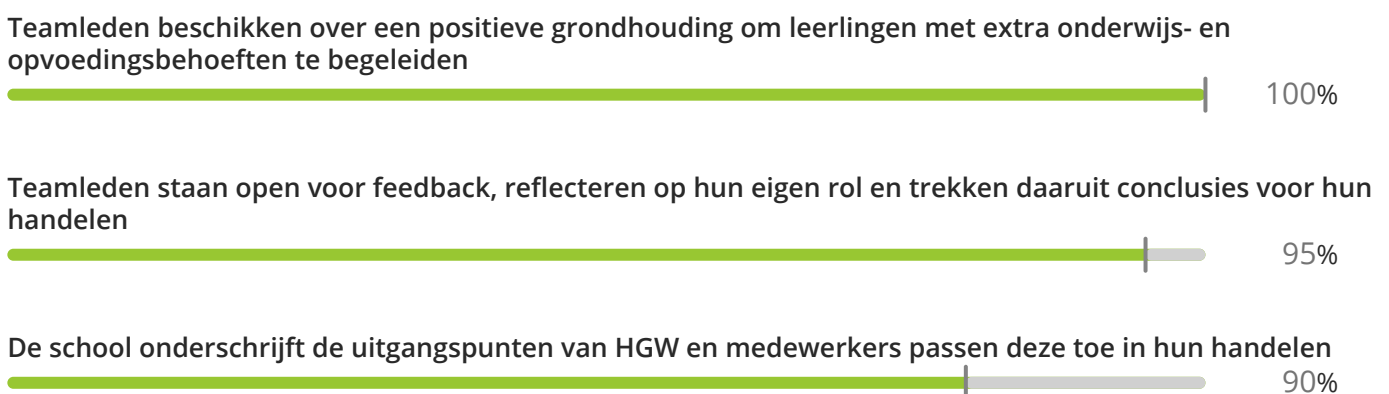 Teamleden beschikken over een positieve grondhouding om leerlingen met extra onderwijs- en
opvoedingsbehoeften te begeleiden
100%
Teamleden staan open voor feedback, reflecteren op hun eigen rol en trekken daaruit conclusies voor hun
handelen
95%
De school onderschrijft de uitgangspunten van HGW en medewerkers passen deze toe in hun handelen
90%